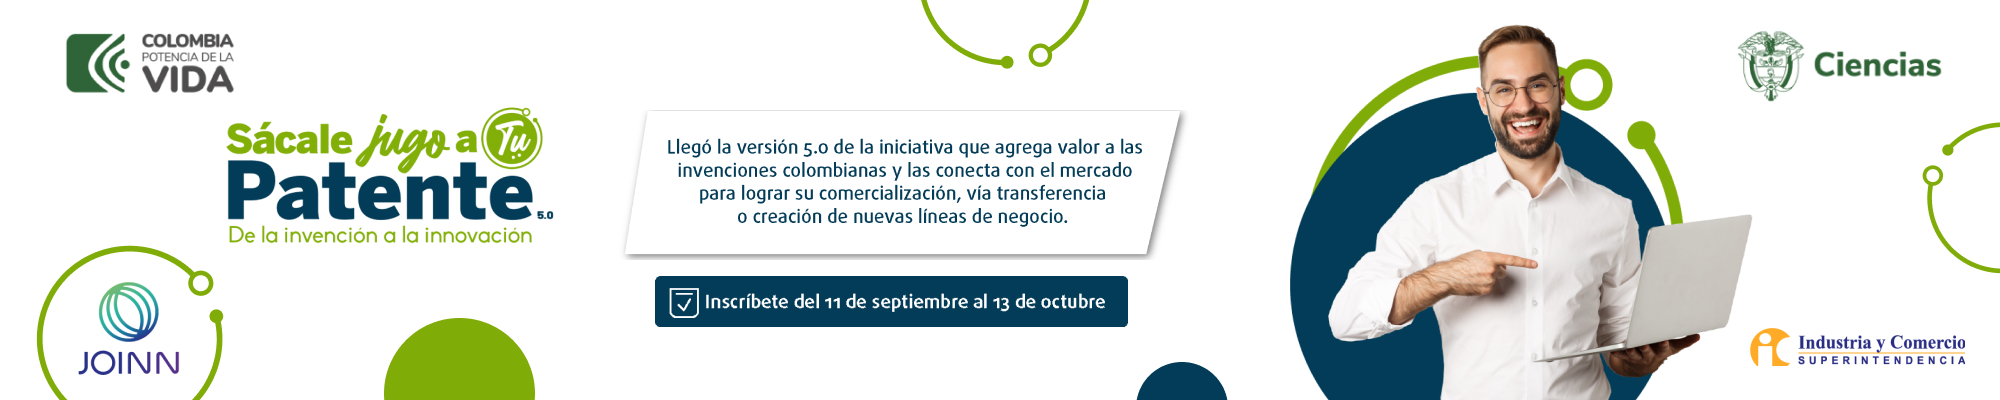 COLOMBIA
POTENCIA DE LA
VIDA
Sácale jugo a Tu
Patente 5.0
De la invención a la innovación
JOINN
Llegó la versión 5.0 de la iniciativa que agrega valor a las
invenciones colombianas y las conecta con el mercado
para lograr su comercialización, vía transferencia
o creación de nuevas líneas de negocio.
Inscríbete del 11 de septiembre al 13 de octubre
Ciencias
Industria y Comercio
SUPERINTENDENCIA